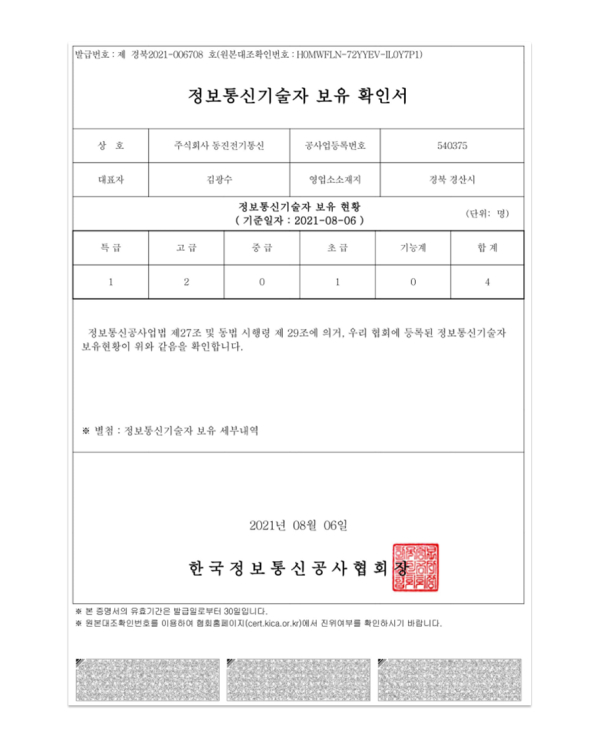 발급번호 : 제 경북2021-006708 호(원본대조확인번호 : H0MWFLN-72YYEV-IL0Y7P1)
정보통신기술자 보유 확인서
상 호 주식회사 동진전기통신 공사업등록번호 540375
대표자 김광수 영업소소재지 경북 경산시
정보통신기술자 보유 현황
( 기준일자 : 2021-08-06 )
(단위: 명)
특 급 고 급 중 급 초 급 기능계 합 계
1 2 0 1 0 4
정보통신공사업법 제27조 및 동법 시행령 제 29조에 의거, 우리 협회에 등록된 정보통신기술자
보유현황이 위와 같음을 확인합니다.
※ 별첨 : 정보통신기술자 보유 세부내역
2021년 08월 06일
한국정보통신공사협회장
※ 본 증명서의 유효기간은 발급일로부터 30일입니다.
※ 원본대조확인번호를 이용하여 협회홈페이지(cert.kica.or.kr)에서 진위여부를 확인하시기 바랍니다.